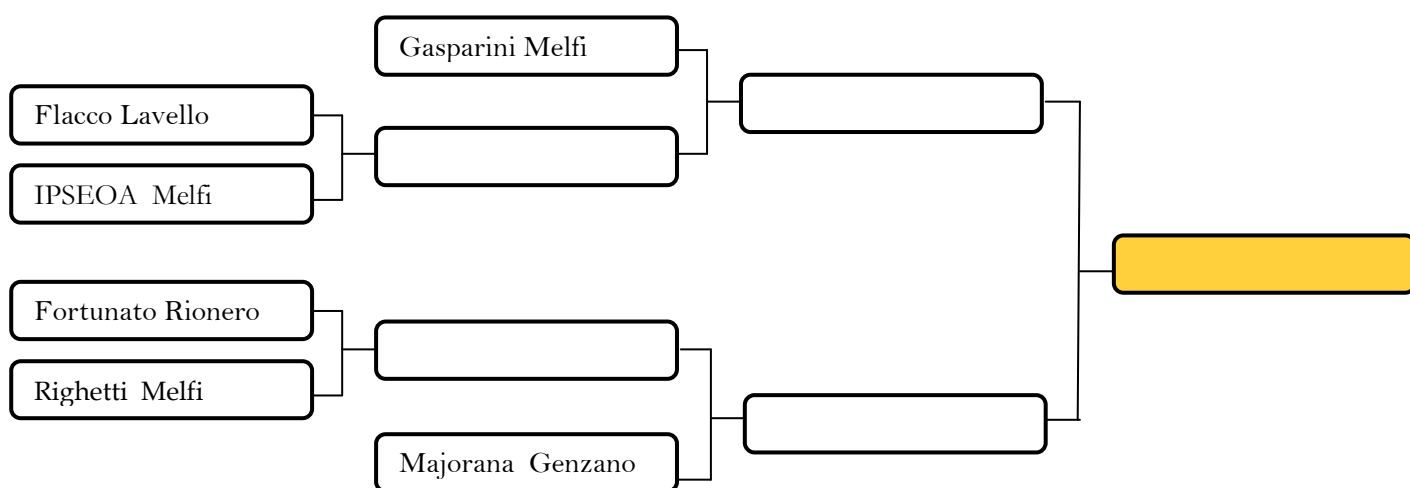 Gasparini Melfi
Flacco Lavello
IPSEOA Melfi
Fortunato Rionero
Righetti Melfi
Majorana Genzano